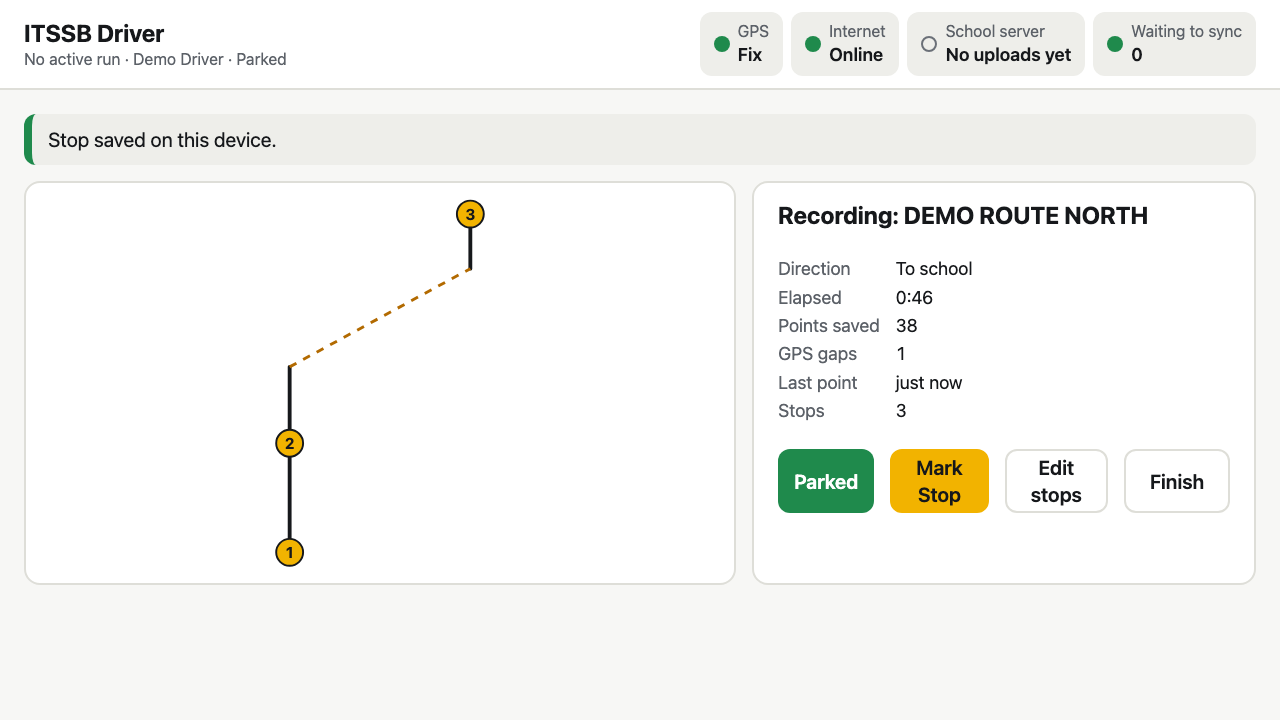 ITSSB Driver
No active run · Demo Driver · Parked
GPS
Fix
Internet
Online
School server
No uploads yet
Waiting to sync
0
Stop saved on this device.
3
2
1
Recording: DEMO ROUTE NORTH
Direction To school
Elapsed 0:46
Points saved 38
GPS gaps 1
Last point just now
Stops 3
Parked
Mark
Stop
Edit
stops
Finish